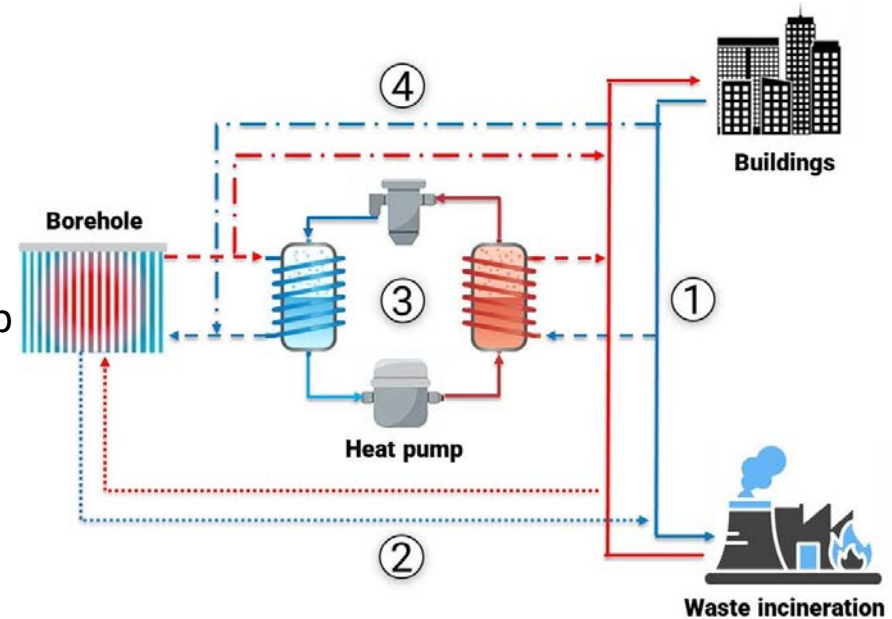 ④
Buildings
Borehole
p
③
①
Heat pump
②
Waste incineration